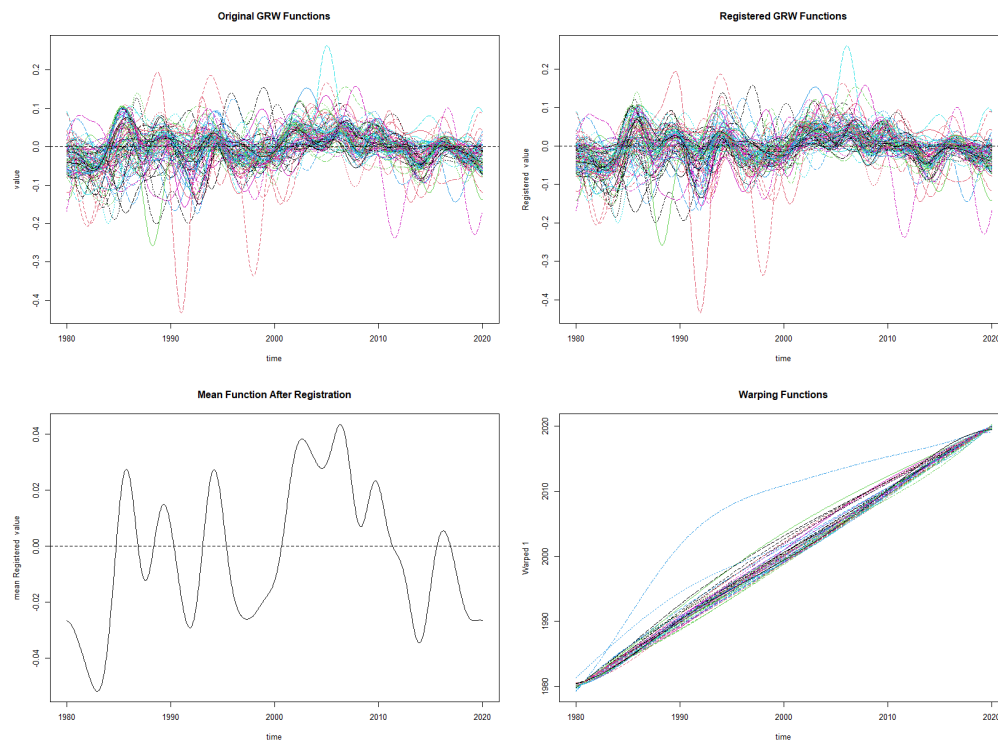 Original GRW Functions
value
0.2
0.1
0.0
-0.1
-0.2
-0.3
-0.4
1980 1990 2000 2010 2020
time
Registered GRW Functions
Registered value
0.2
0.1
0.0
-0.1
-0.2
-0.3
-0.4
1980 1990 2000 2010 2020
time
Mean Function After Registration
mean Registered value
0.04
0.02
0.00
-0.02
-0.04
1980 1990 2000 2010 2020
time
Warping Functions
Warped 1
2020
2010
2000
1990
1980
1980 1990 2000 2010 2020
time